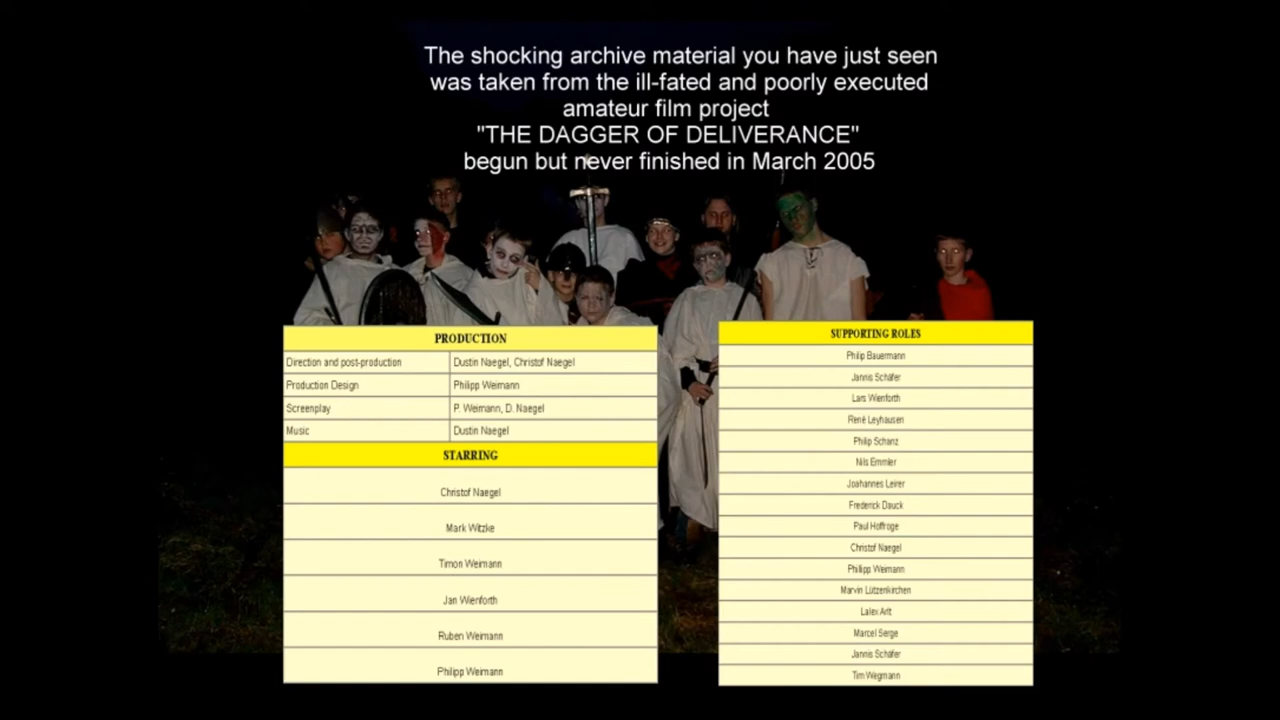 The shocking archive material you have just seen
was taken from the ill-fated and poorly executed
amateur film project
"THE DAGGER OF DELIVERANCE"
begun but never finished in March 2005
PRODUCTION
Direction and post-production Dustin Naegel, Christof Naegel
Production Design Philipp Weimann
Screenplay P. Weimann, D. Naegel
Music Dustin Naegel
STARRING
Christof Naegel
Mark Witzke
Timon Weimann
Jan Wienforth
Ruben Weimann
Philipp Weimann
SUPPORTING ROLES
Philip Bauermann
Jannis Schäfer
Lars Wienforth
René Leyhausen
Philip Schanz
Nils Emmler
Joahannes Leirer
Frederick Dauck
Paul Hoffroge
Christof Naegel
Philipp Weimann
Marvin Lützenkirchen
Lalex Arlt
Marcel Serge
Jannis Schäfer
Tim Wegmann